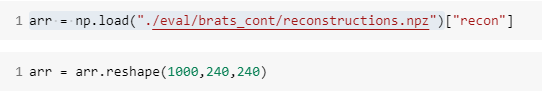 1 arr = np.load("./eval/brats_cont/reconstructions.npz")["recon"]
1 arr = arr.reshape(1000,240,240)